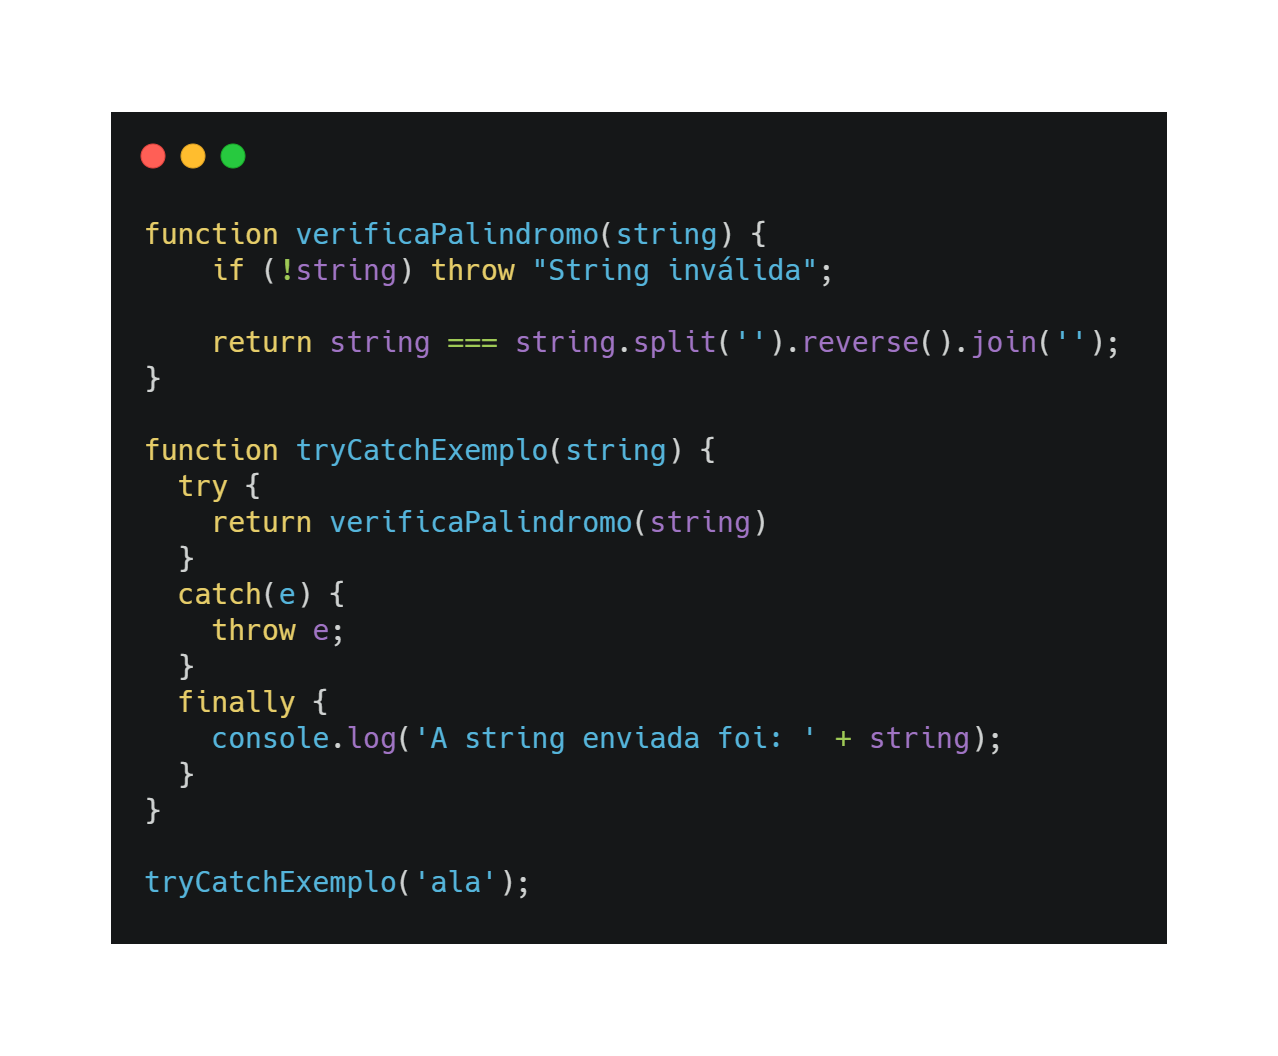 function verificaPalindromo(string) {
    if (!string) throw "String inválida";

    return string === string.split('').reverse().join('');
}

function tryCatchExemplo(string) {
  try {
    return verificaPalindromo(string)
  }
  catch(e) {
    throw e;
  }
  finally {
    console.log('A string enviada foi: ' + string);
  }
}

tryCatchExemplo('ala');